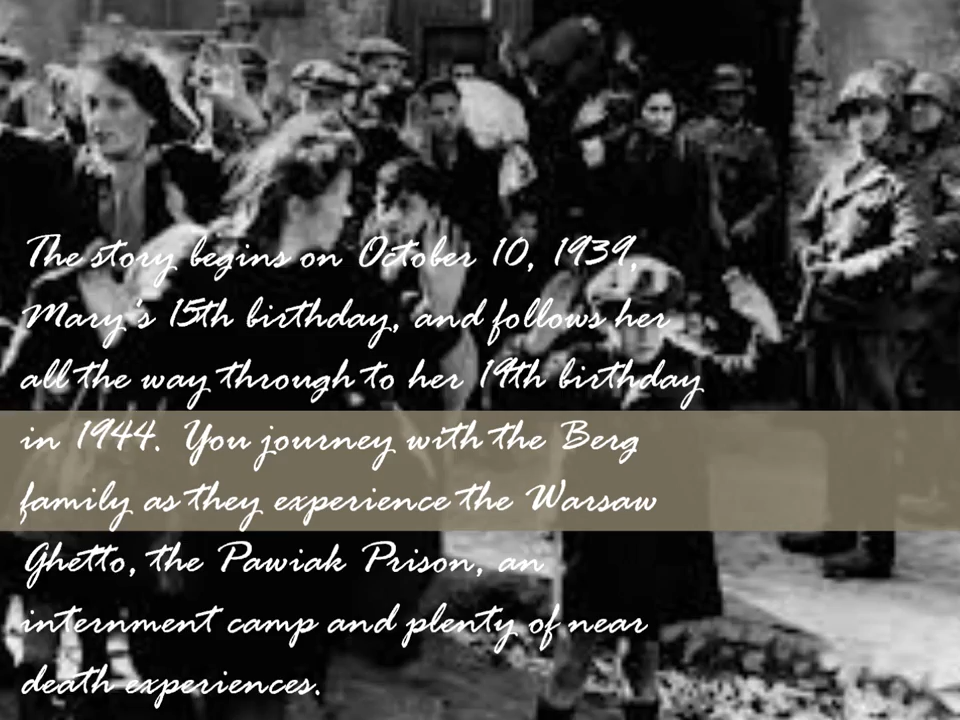 The story begins on October 10, 1939,
Mary's 15th birthday, and follows her
all the way through to her 19th birthday
in 1944. You journey with the Berg
family as they experience the Warsaw
Ghetto, the Pawiak Prison, an
internment camp and plenty of near
death experiences.